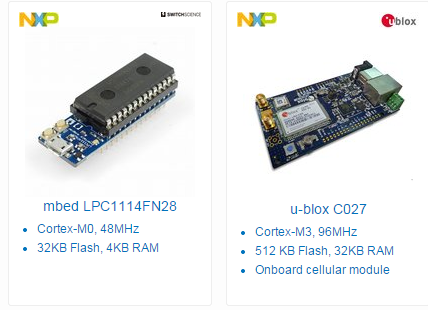 NXP
SWITCHSCIENCE
mbed LPC1114FN28
Cortex-M0, 48MHz
32KB Flash, 4KB RAM
NXP
ublox
u-blox C027
Cortex-M3, 96MHz
512 KB Flash, 32KB RAM
Onboard cellular module